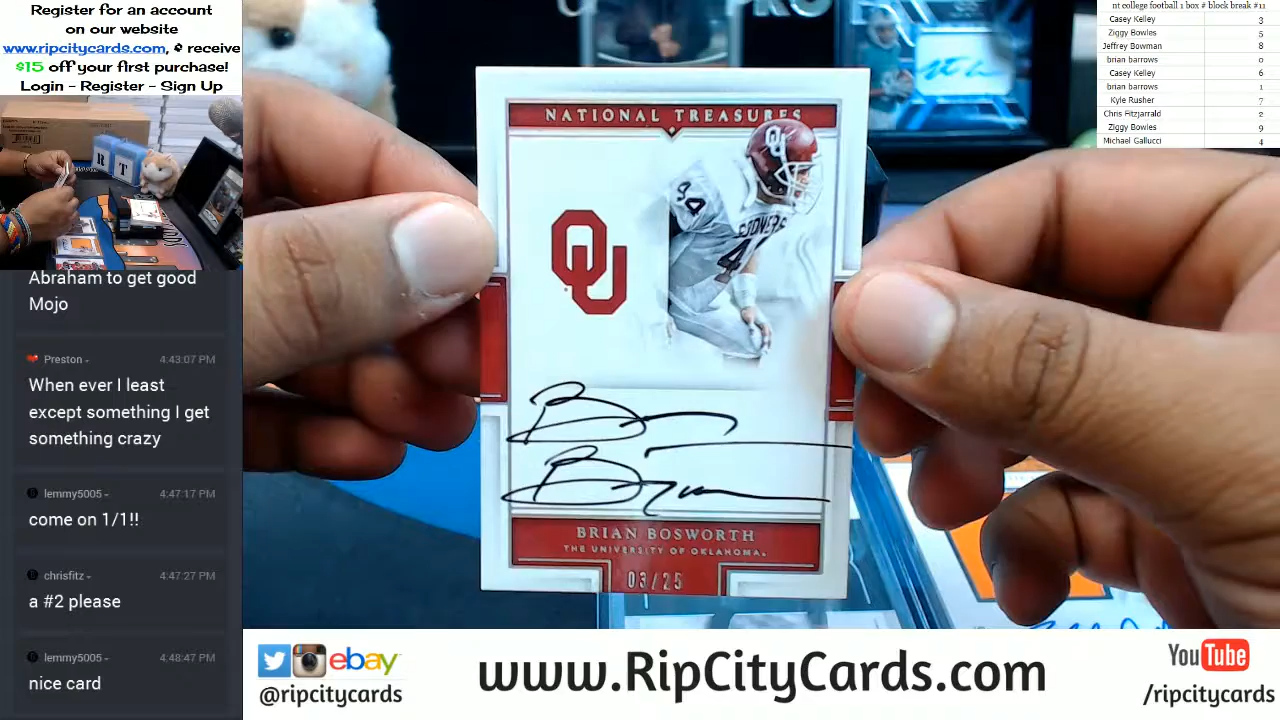 Register for an account
on our website
www.ripcitycards.com, & receive
$15 off your first purchase!
Login - Register - Sign Up
R T
Abraham to get good
Mojo
Preston 4:43:07 PM
When ever I least
except something I get
something crazy
lemmy5005 4:47:17 PM
come on 1/1!!
chrisfitz 4:47:27 PM
a #2 please
lemmy5005 4:48:47 PM
nice card
PRO
NATIONAL TREASURES
OU
OU
94
SOONERS
44
BRIAN BOSWORTH
THE UNIVERSITY OF OKLAHOMA.
03/25
nt college football 1 box # block break #11
Casey Kelley 3
Ziggy Bowles 5
Jeffrey Bowman 8
brian barrows 0
Casey Kelley 6
brian barrows 1
Kyle Rusher 7
Chris Fitzjarrald 2
Ziggy Bowles 9
Michael Gallucci 4
ebay
@ripcitycards
www.RipCityCards.com
YouTube
/ripcitycards